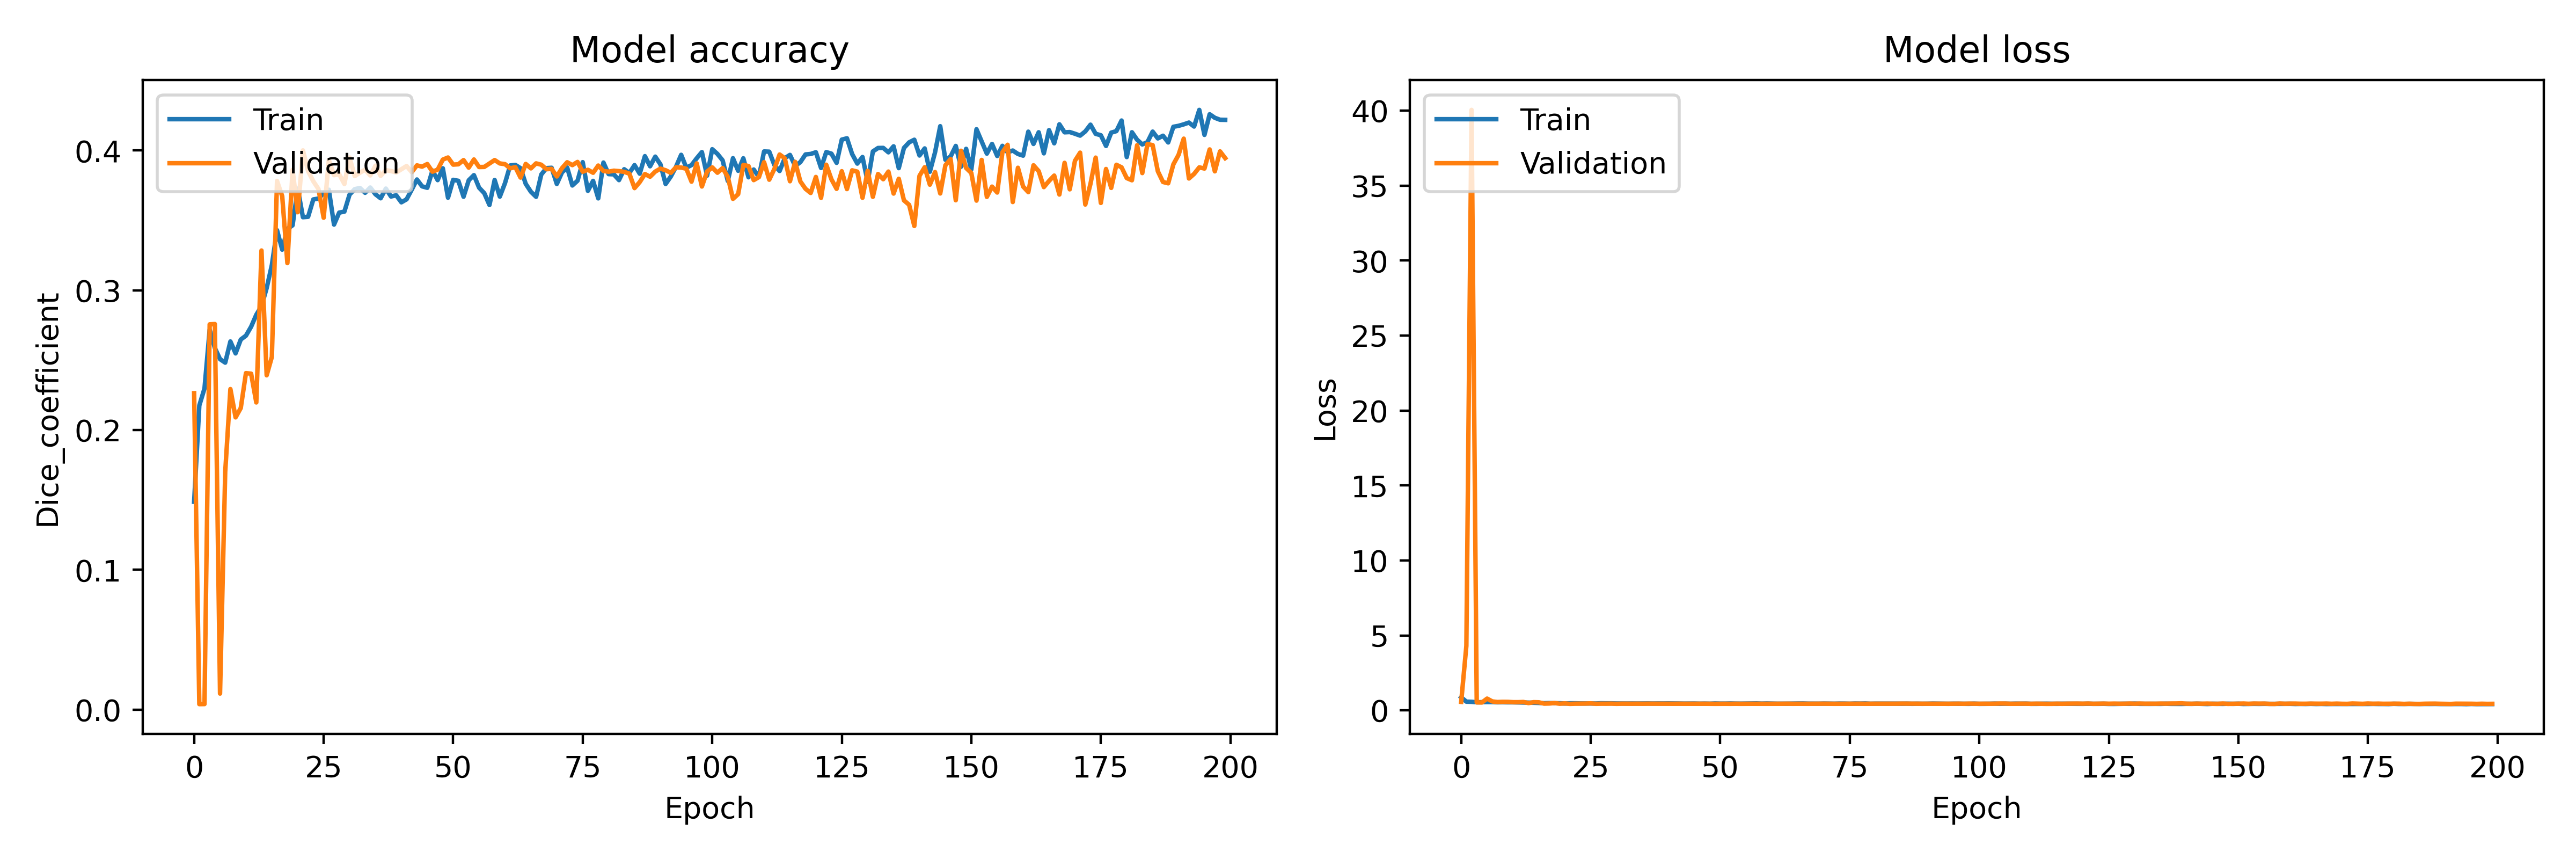 Model accuracy
Train
Validation
Dice_coefficient
0.4
0.3
0.2
0.1
0.0
0 25 50 75 100 125 150 175 200
Epoch
Model loss
Train
Validation
Loss
40
35
30
25
20
15
10
5
0
0 25 50 75 100 125 150 175 200
Epoch